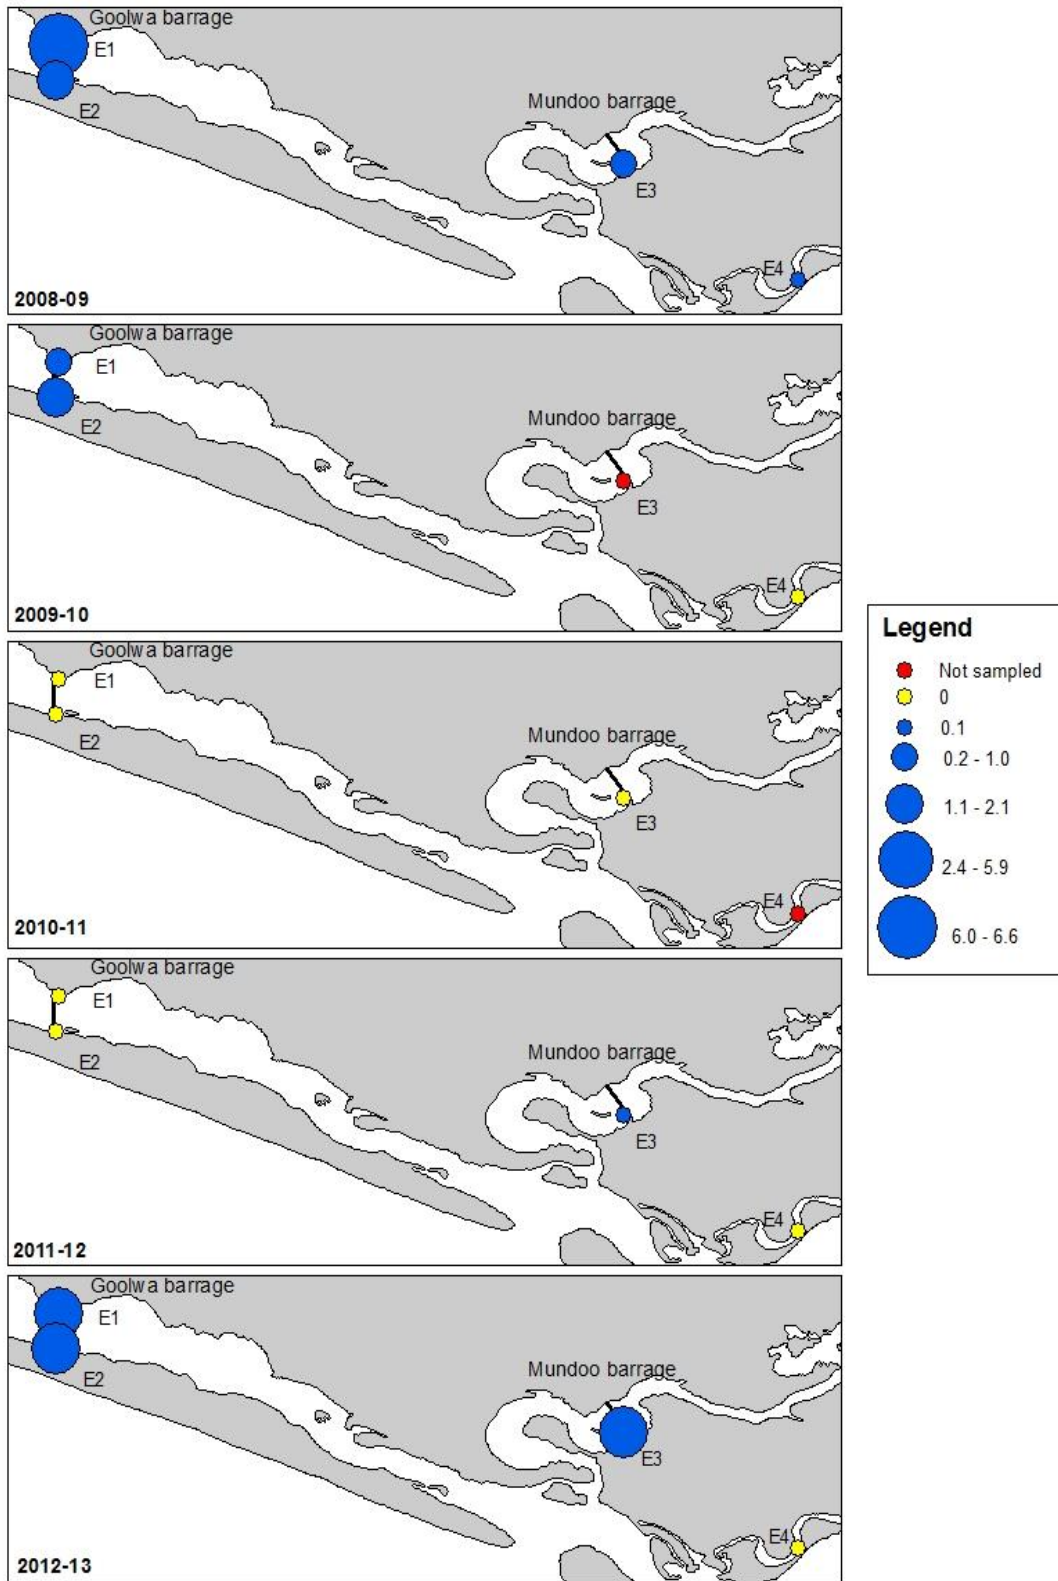 Goolwa barrage
E1
E2
Mundoo barrage
E3
E4
2008-09
Goolwa barrage
E1
E2
Mundoo barrage
E3
E4
2009-10
Goolwa barrage
E1
E2
Mundoo barrage
E3
E4
2010-11
Goolwa barrage
E1
E2
Mundoo barrage
E3
E4
2011-12
Goolwa barrage
E1
E2
Mundoo barrage
E3
E4
2012-13
Legend
Not sampled
0
0.1
0.2 - 1.0
1.1 - 2.1
2.4 - 5.9
6.0 - 6.6